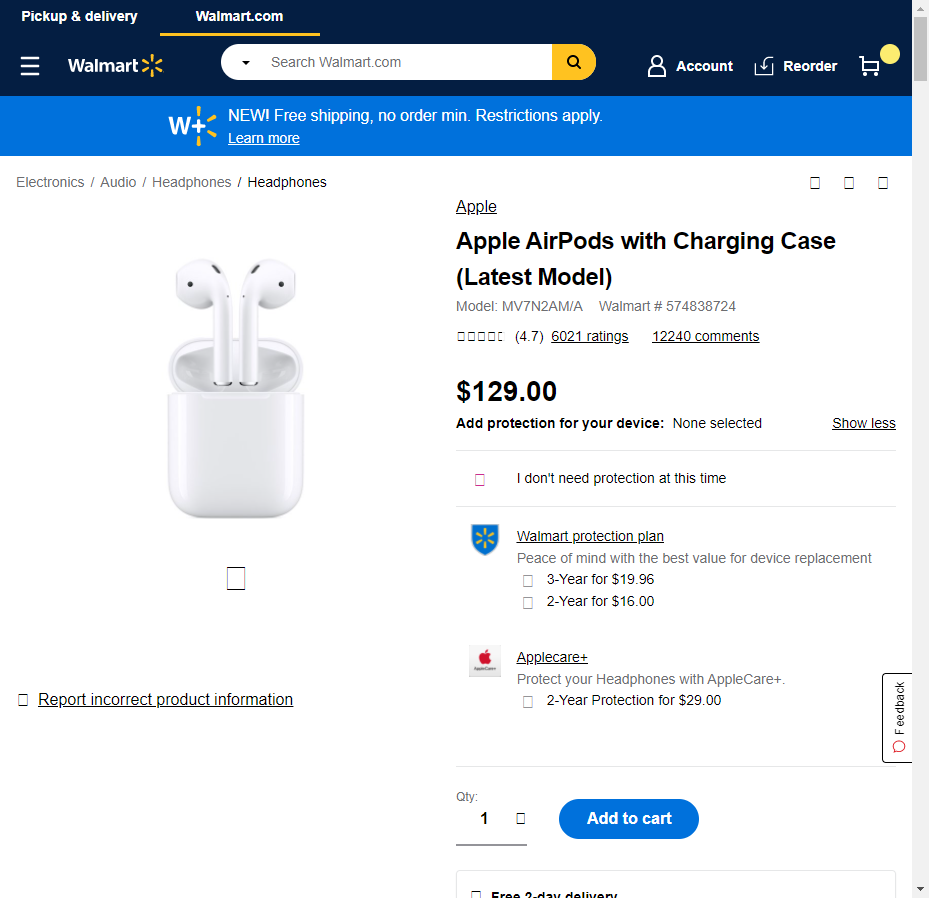 Pickup & delivery
Walmart.com
Walmart
Search Walmart.com
Account
Reorder
W+
NEW! Free shipping, no order min. Restrictions apply.
Learn more
Electronics / Audio / Headphones / Headphones
Apple
Apple AirPods with Charging Case
(Latest Model)
Model: MV7N2AM/A Walmart # 574838724
(4.7) 6021 ratings 12240 comments
$129.00
Add protection for your device: None selected Show less
I don't need protection at this time
Walmart protection plan
Peace of mind with the best value for device replacement
3-Year for $19.96
2-Year for $16.00
Applecare+
Protect your Headphones with AppleCare+.
2-Year Protection for $29.00
Report incorrect product information
Feedback
Qty:
1
Add to cart
Free 2-day delivery